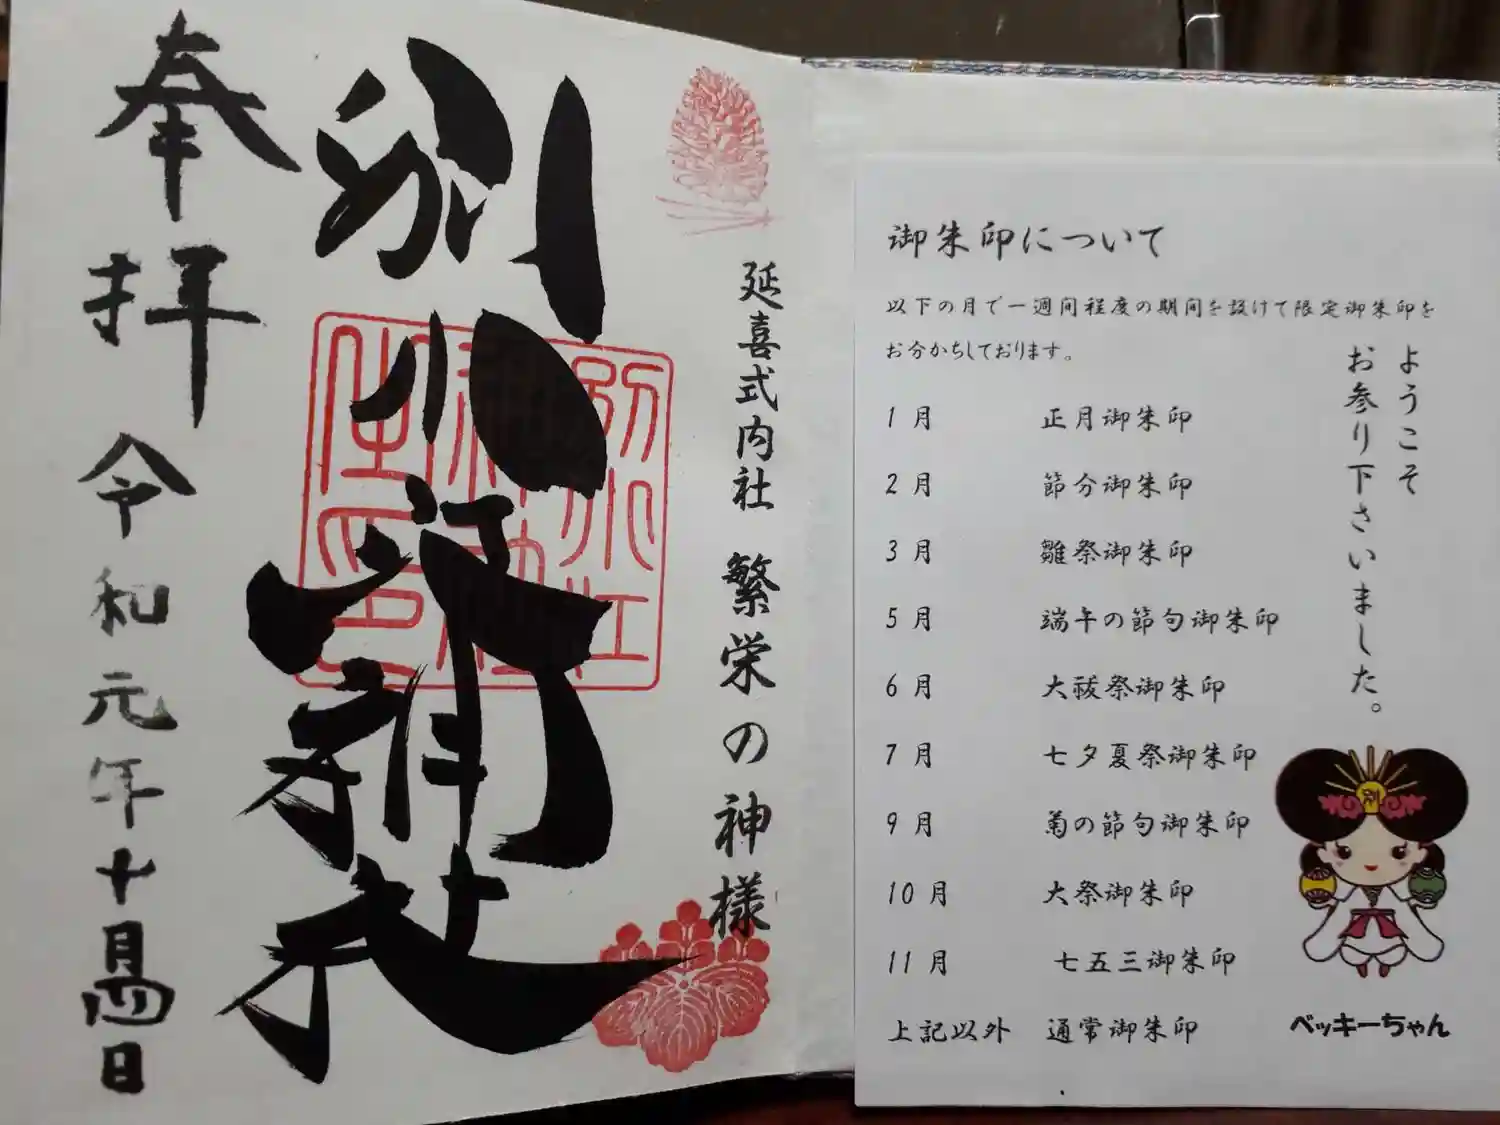 延喜式内社 繁栄の神様
別小江神社
奉拝 令和元年十月四日
御朱印について
以下の月で一週間程度の期間を設けて限定御朱印を
お分かちしております。
1月 正月御朱印
2月 節分御朱印
3月 雛祭御朱印
5月 端午の節句御朱印
6月 大祓祭御朱印
7月 七夕夏祭御朱印
9月 菊の節句御朱印
10月 大祭御朱印
11月 七五三御朱印
上記以外 通常御朱印
ようこそ
お参り下さいました。
別
ベッキーちゃん